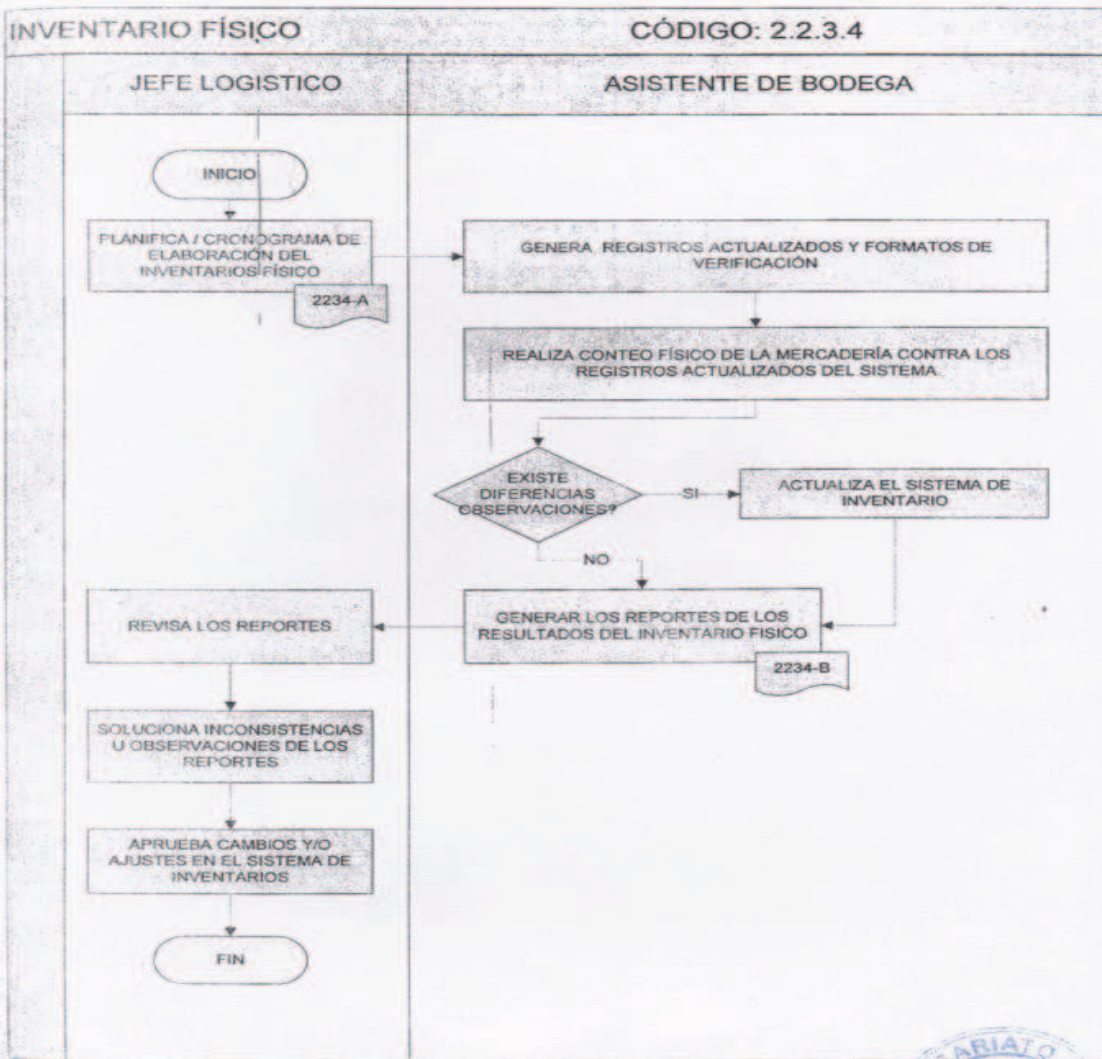 INVENTARIO FÍSICO
CÓDIGO: 2.2.3.4
JEFE LOGISTICO
ASISTENTE DE BODEGA
INICIO
PLANIFICA / CRONOGRAMA DE
ELABORACIÓN DEL
INVENTARIOS FÍSICO
2234-A
GENERA REGISTROS ACTUALIZADOS Y FORMATOS DE
VERIFICACIÓN
REALIZA CONTEO FÍSICO DE LA MERCADERÍA CONTRA LOS
REGISTROS ACTUALIZADOS DEL SISTEMA.
EXISTE
DIFERENCIAS
OBSERVACIONES?
SI
ACTUALIZA EL SISTEMA DE
INVENTARIO
NO
GENERAR LOS REPORTES DE LOS
RESULTADOS DEL INVENTARIO FISICO
2234-B
REVISA LOS REPORTES
SOLUCIONA INCONSISTENCIAS
U OBSERVACIONES DE LOS
REPORTES
APRUEBA CAMBIOS Y/O
AJUSTES EN EL SISTEMA DE
INVENTARIOS
FIN